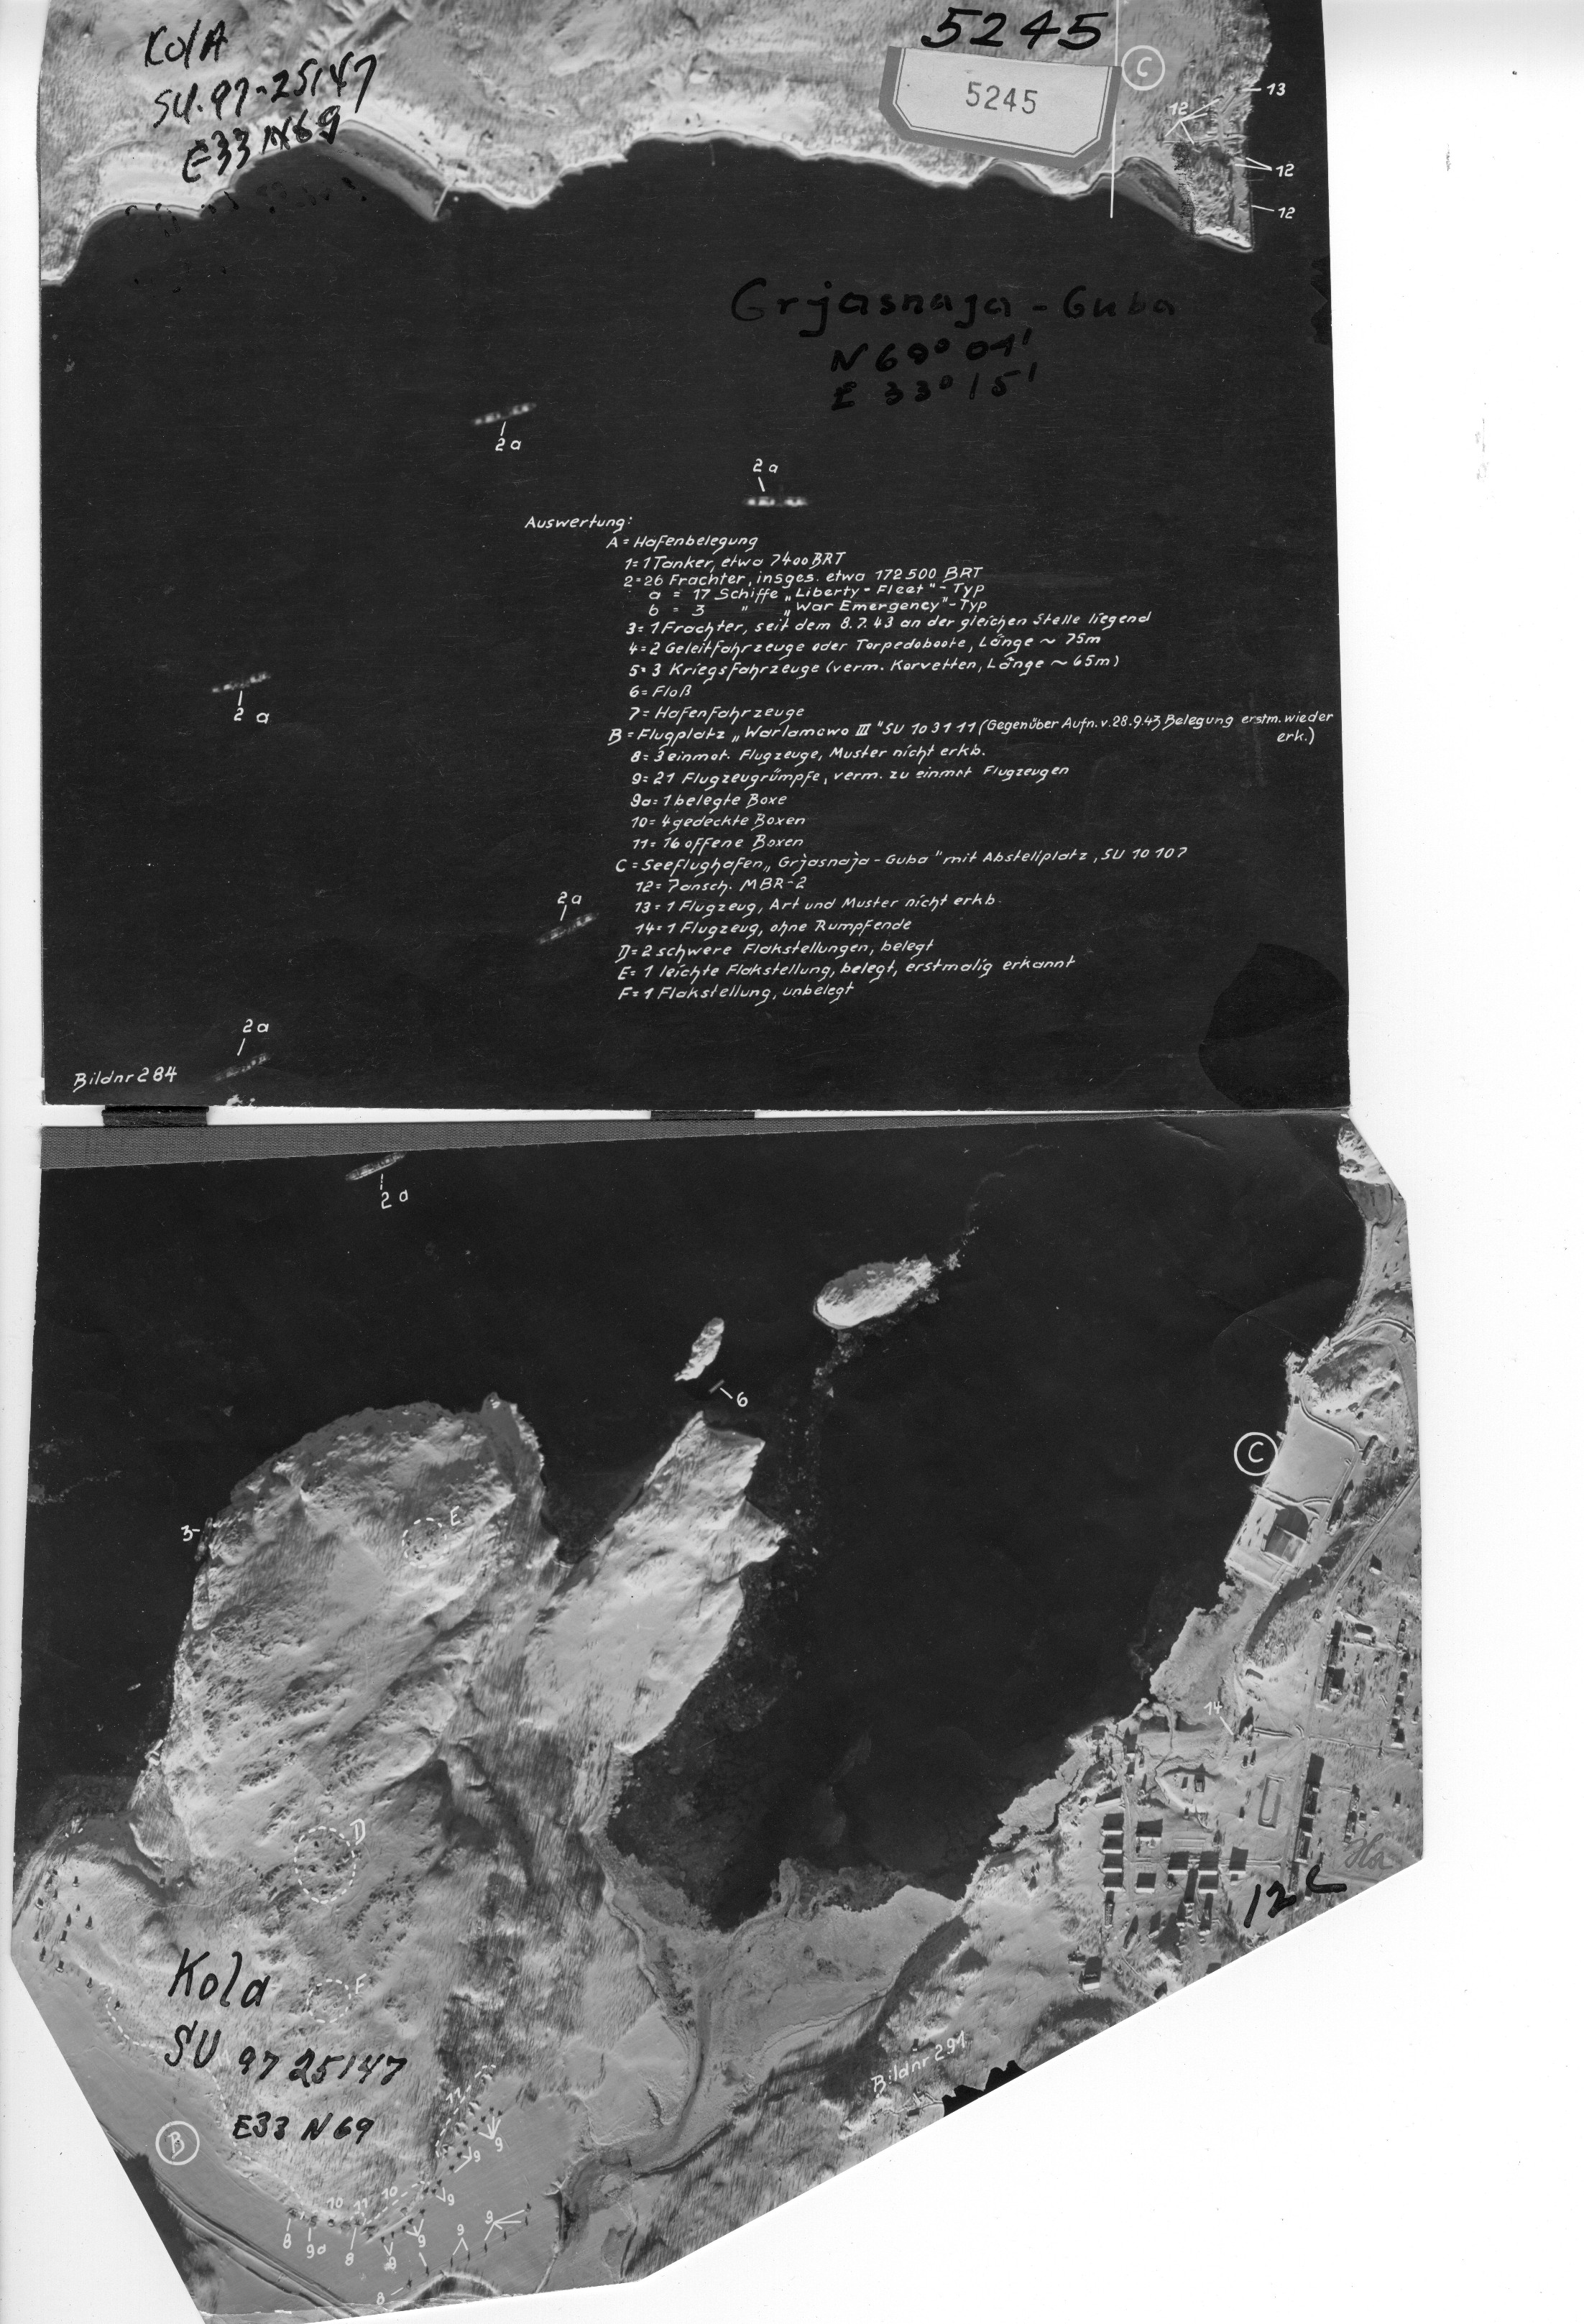 Kola
SU 97-25147
E33 N69
5245
5245
C
13
12
12
12
Grjasnaja-Guba
N 69° 04'
E 33° 15'
2a
2a
Auswertung:
A = Hafenbelegung
1= 1 Tanker, etwa 7400 BRT
2=26 Frachter, insges. etwa 172500 BRT
a = 17 Schiffe „Liberty-Fleet"-Typ
b = 3 " „War Emergency"-Typ
3= 1 Frachter, seit dem 8.7.43 an der gleichen Stelle liegend
4=2 Geleitfahrzeuge oder Torpedoboote, Länge ~ 75m
5= 3 Kriegsfahrzeuge (verm. Korvetten, Länge ~ 65m)
6= Floß
7= Hafenfahrzeuge
B = Flugplatz „Warlamowo III" SU 10 31 11 (Gegenüber Aufn. v. 28.9.43 Belegung erstm. wieder
erk.)
8= 3 einmot. Flugzeuge, Muster nicht erkb.
9= 21 Flugzeugrümpfe, verm. zu einmot Flugzeugen
9a= 1 belegte Boxe
10= 4 gedeckte Boxen
11= 16 offene Boxen
C = Seeflughafen „Grjasnaja-Guba" mit Abstellplatz, SU 10 107
12= 7 ansch. MBR-2
13= 1 Flugzeug, Art und Muster nicht erkb.
14= 1 Flugzeug, ohne Rumpfende
D= 2 schwere Flakstellungen, belegt
E= 1 leichte Flakstellung, belegt, erstmalig erkannt
F= 1 Flakstellung, unbelegt
2a
2a
2a
Bildnr 284
2a
6
C
3
E
14
D
12 C
F
Kola
SU 97 25147
E33 N69
Bildnr 291
B
11
9
9
9
10
11
10
8
9a
8
9
9
9
9
8